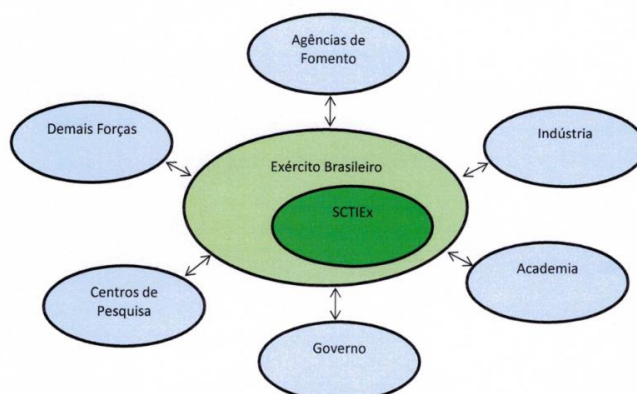 Agências de
Fomento
Demais Forças
Indústria
Exército Brasileiro
SCTIEx
Academia
Centros de
Pesquisa
Governo